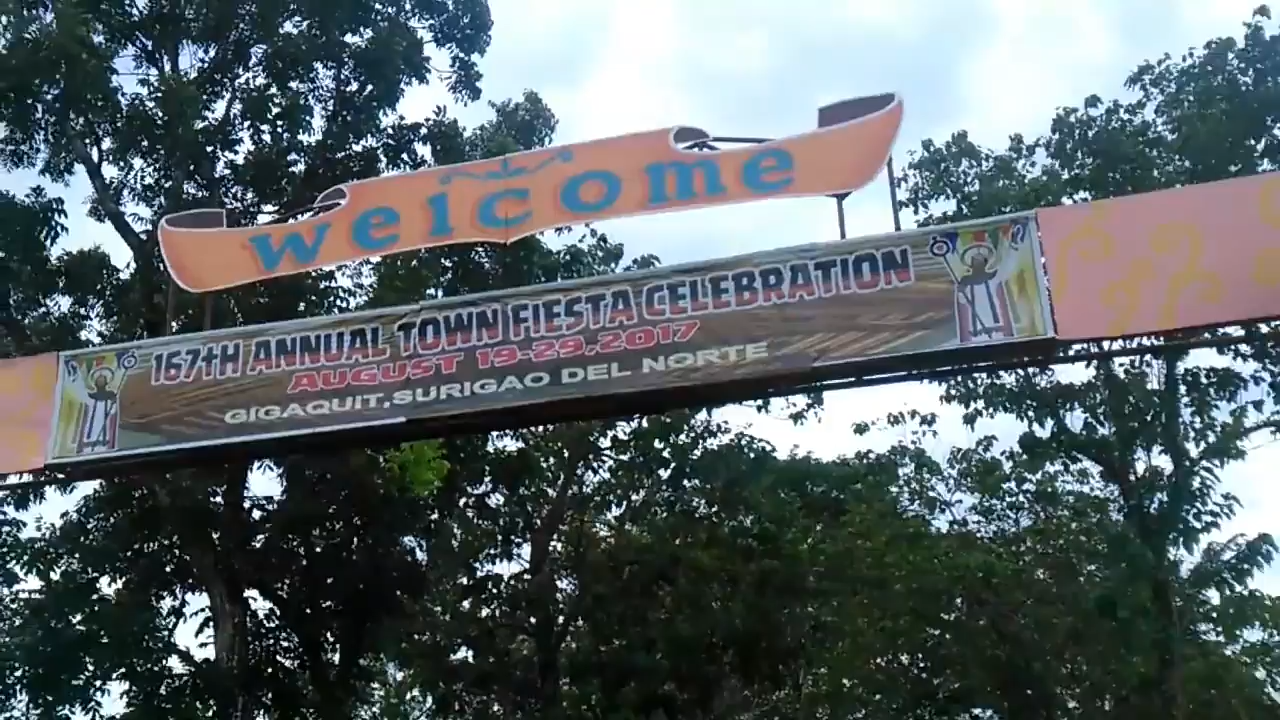 welcome
167tH ANNUAL TOWN FIESTA CELEBRATION
AUGUST 19-29,2017
GIGAQUIT,SURIGAO DEL NORTE